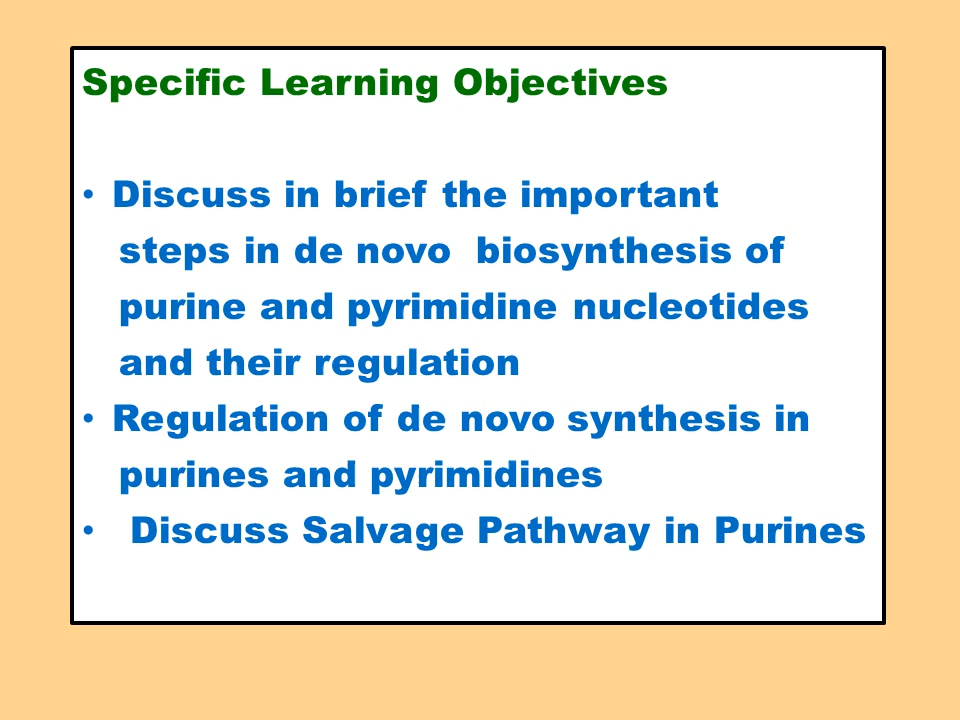 Specific Learning Objectives
• Discuss in brief the important
steps in de novo  biosynthesis of
purine and pyrimidine nucleotides
and their regulation
• Regulation of de novo synthesis in
purines and pyrimidines
• Discuss Salvage Pathway in Purines